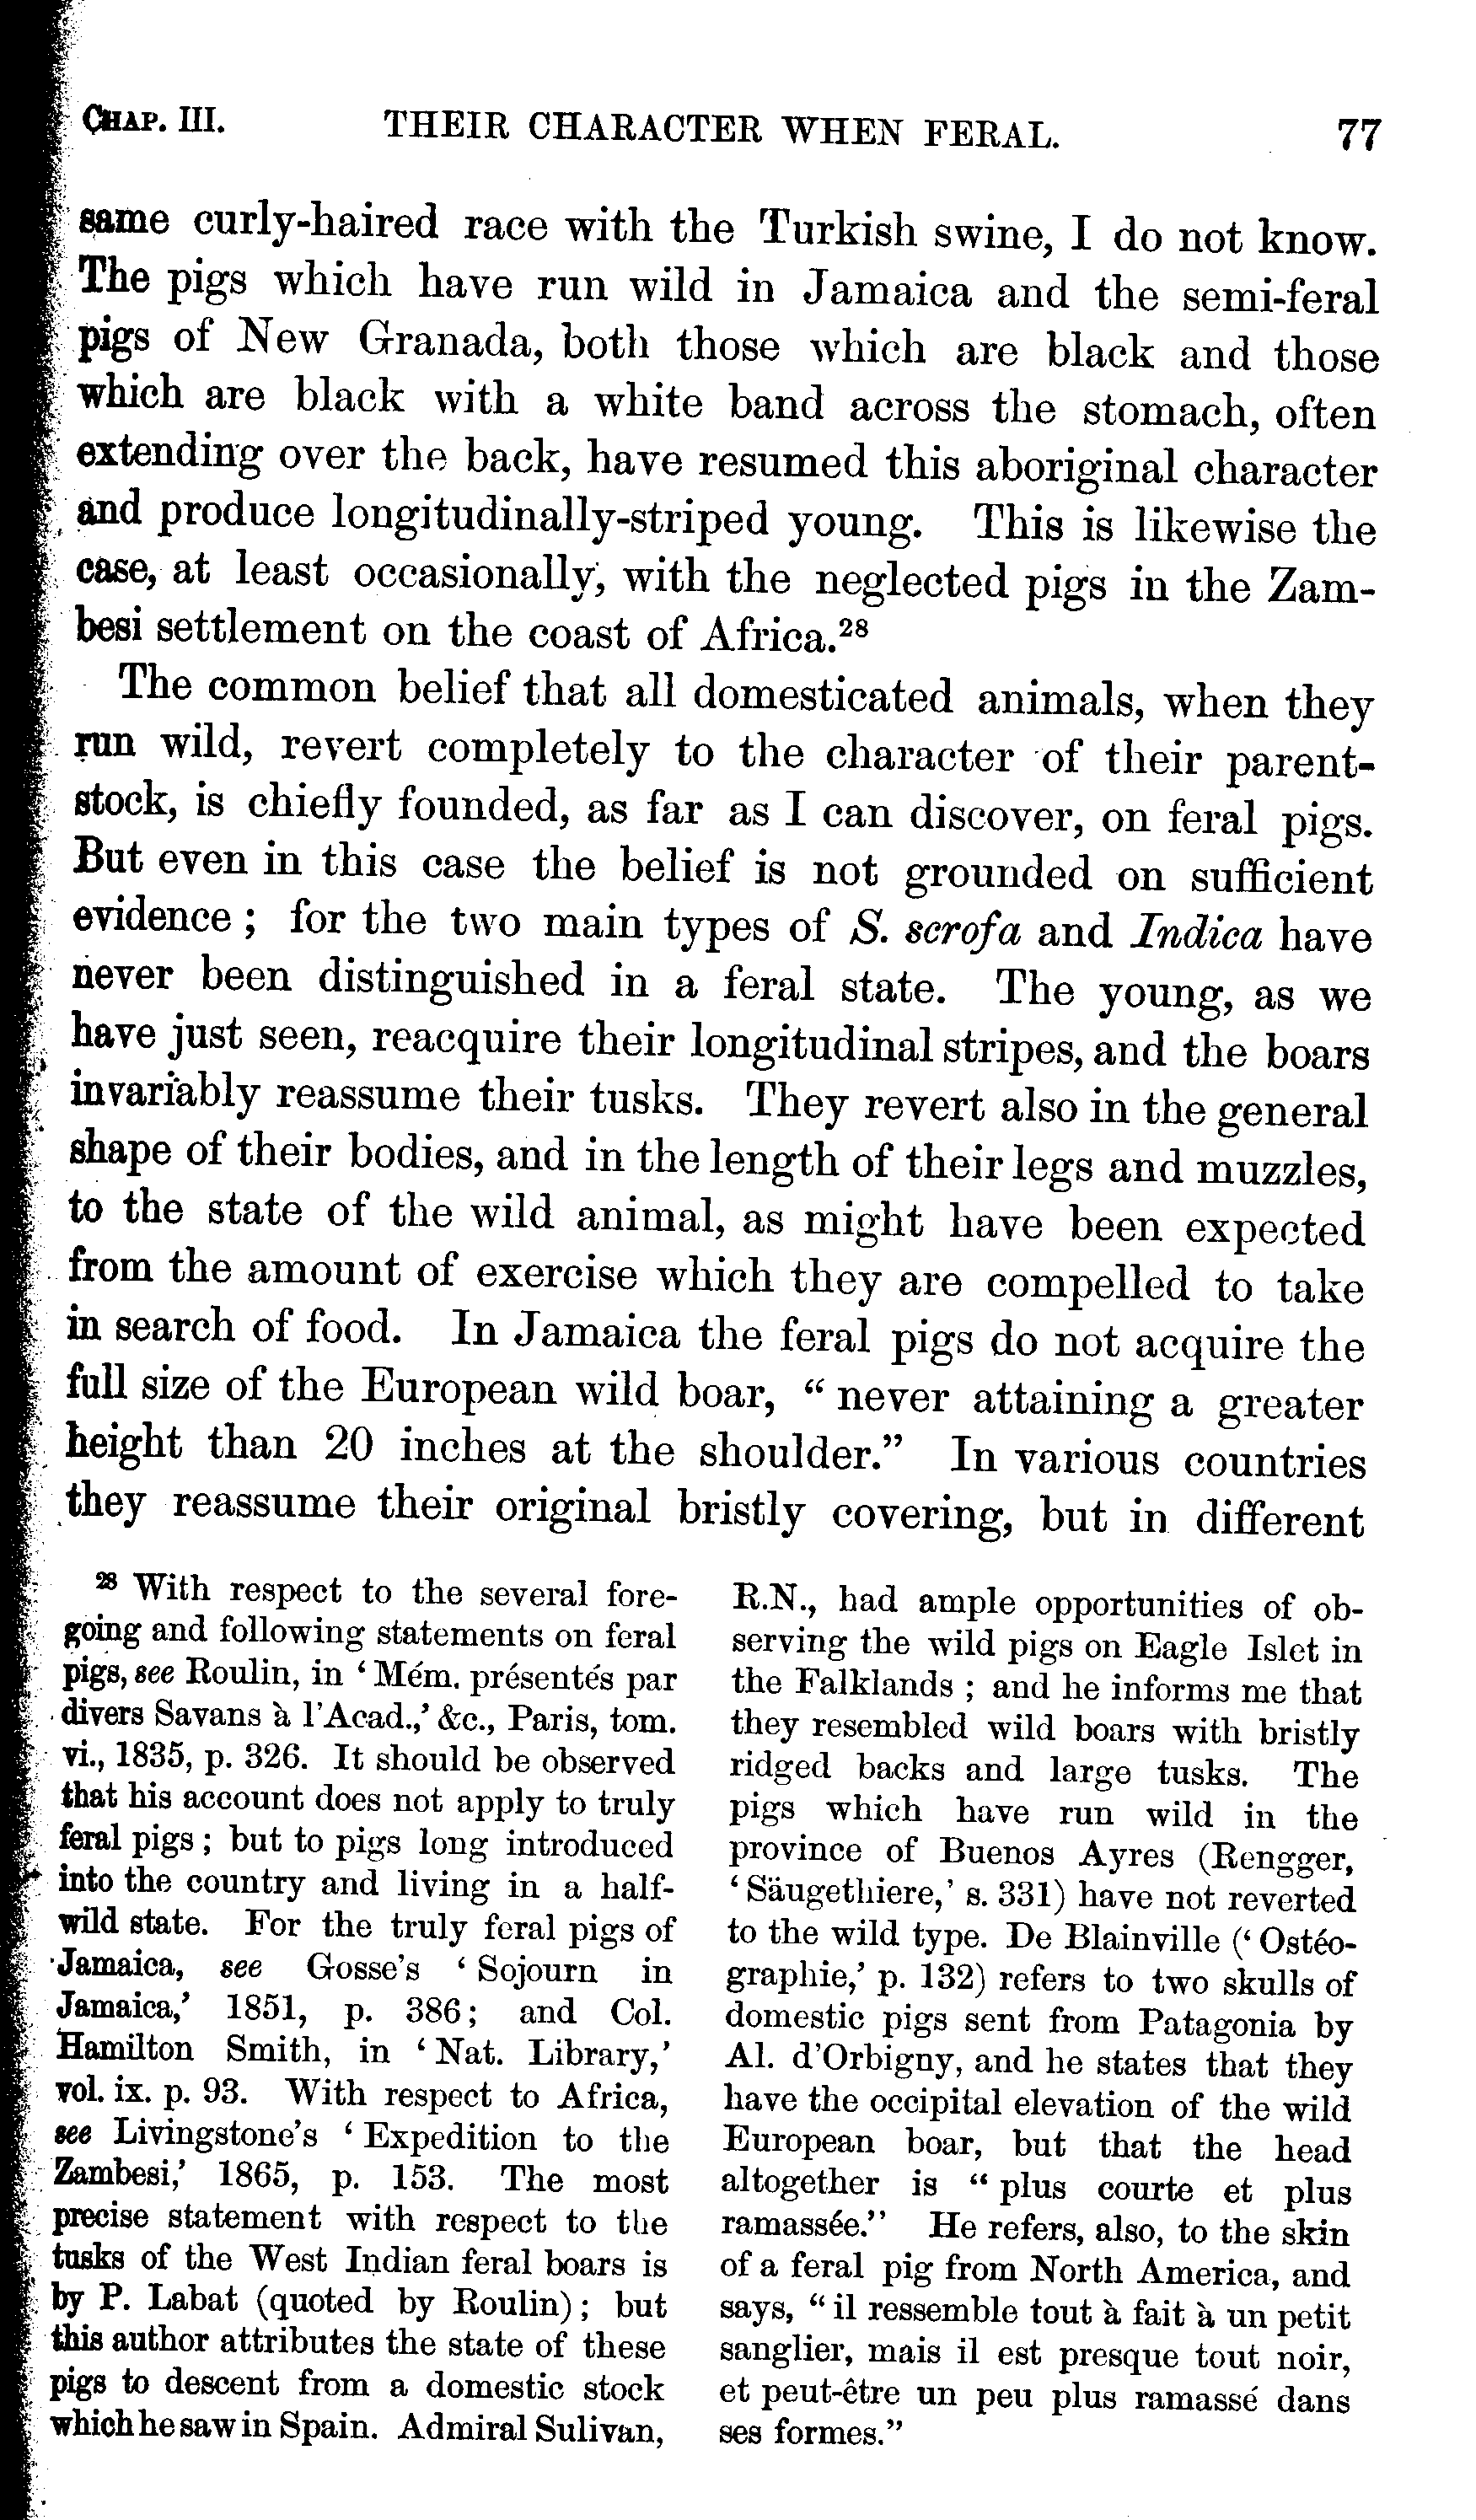 CHAP. III. THEIR CHARACTER WHEN FERAL. 77
same curly-haired race with the Turkish swine, I do not know.
The pigs which have run wild in Jamaica and the semi-feral
pigs of New Granada, both those which are black and those
which are black with a white band across the stomach, often
extending over the back, have resumed this aboriginal character
and produce longitudinally-striped young. This is likewise the
case, at least occasionally, with the neglected pigs in the Zam-
besi settlement on the coast of Africa.²⁸
The common belief that all domesticated animals, when they
run wild, revert completely to the character of their parent-
stock, is chiefly founded, as far as I can discover, on feral pigs.
But even in this case the belief is not grounded on sufficient
evidence; for the two main types of S. scrofa and Indica have
never been distinguished in a feral state. The young, as we
have just seen, reacquire their longitudinal stripes, and the boars
invariably reassume their tusks. They revert also in the general
shape of their bodies, and in the length of their legs and muzzles,
to the state of the wild animal, as might have been expected
from the amount of exercise which they are compelled to take
in search of food. In Jamaica the feral pigs do not acquire the
full size of the European wild boar, “never attaining a greater
height than 20 inches at the shoulder.” In various countries
they reassume their original bristly covering, but in different
²⁸ With respect to the several fore-
going and following statements on feral
pigs, see Roulin, in ‘Mém. présentés par
divers Savans à l’Acad.,’ &c., Paris, tom.
vi., 1835, p. 326. It should be observed
that his account does not apply to truly
feral pigs; but to pigs long introduced
into the country and living in a half-
wild state. For the truly feral pigs of
Jamaica, see Gosse’s ‘Sojourn in
Jamaica,’ 1851, p. 386; and Col.
Hamilton Smith, in ‘Nat. Library,’
vol. ix. p. 93. With respect to Africa,
see Livingstone’s ‘Expedition to the
Zambesi,’ 1865, p. 153. The most
precise statement with respect to the
tusks of the West Indian feral boars is
by P. Labat (quoted by Roulin); but
this author attributes the state of these
pigs to descent from a domestic stock
which he saw in Spain. Admiral Sulivan,
R.N., had ample opportunities of ob-
serving the wild pigs on Eagle Islet in
the Falklands; and he informs me that
they resembled wild boars with bristly
ridged backs and large tusks. The
pigs which have run wild in the
province of Buenos Ayres (Rengger,
‘Säugethiere,’ s. 331) have not reverted
to the wild type. De Blainville (‘Ostéo-
graphie,’ p. 132) refers to two skulls of
domestic pigs sent from Patagonia by
Al. d’Orbigny, and he states that they
have the occipital elevation of the wild
European boar, but that the head
altogether is “plus courte et plus
ramassée.” He refers, also, to the skin
of a feral pig from North America, and
says, “il ressemble tout à fait à un petit
sanglier, mais il est presque tout noir,
et peut-être un peu plus ramassé dans
ses formes.”